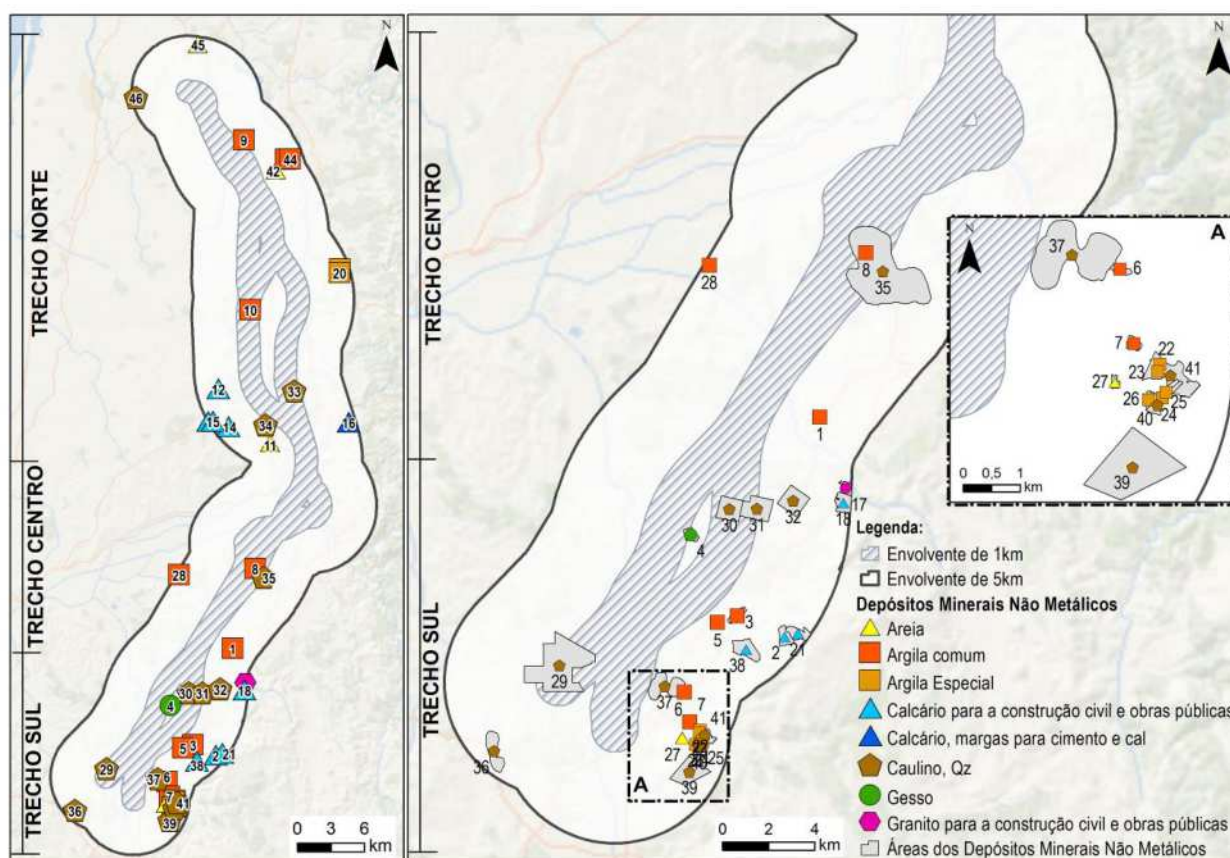 TRECHO NORTE
TRECHO CENTRO
TRECHO SUL
N
45
46
9
44
42
20
10
12
33
15
14
34
16
11
8
28
35
1
32
30
31
18
4
5
3
38
2
21
29
37
6
7
41
36
39
0 3 6
km
TRECHO CENTRO
TRECHO SUL
N
28
8
35
1
30
31
32
17
18
4
5
3
38
2
21
29
37
6
7
41
27
25
39
36
A
0 2 4
km
N
A
37
6
7
22
23
41
27
26
25
40
24
39
0 0,5 1
km
Legenda:
Envolvente de 1km
Envolvente de 5km
Depósitos Minerais Não Metálicos
Areia
Argila comum
Argila Especial
Calcário para a construção civil e obras públicas
Calcário, margas para cimento e cal
Caulino, Qz
Gesso
Granito para a construção civil e obras públicas
Áreas dos Depósitos Minerais Não Metálicos